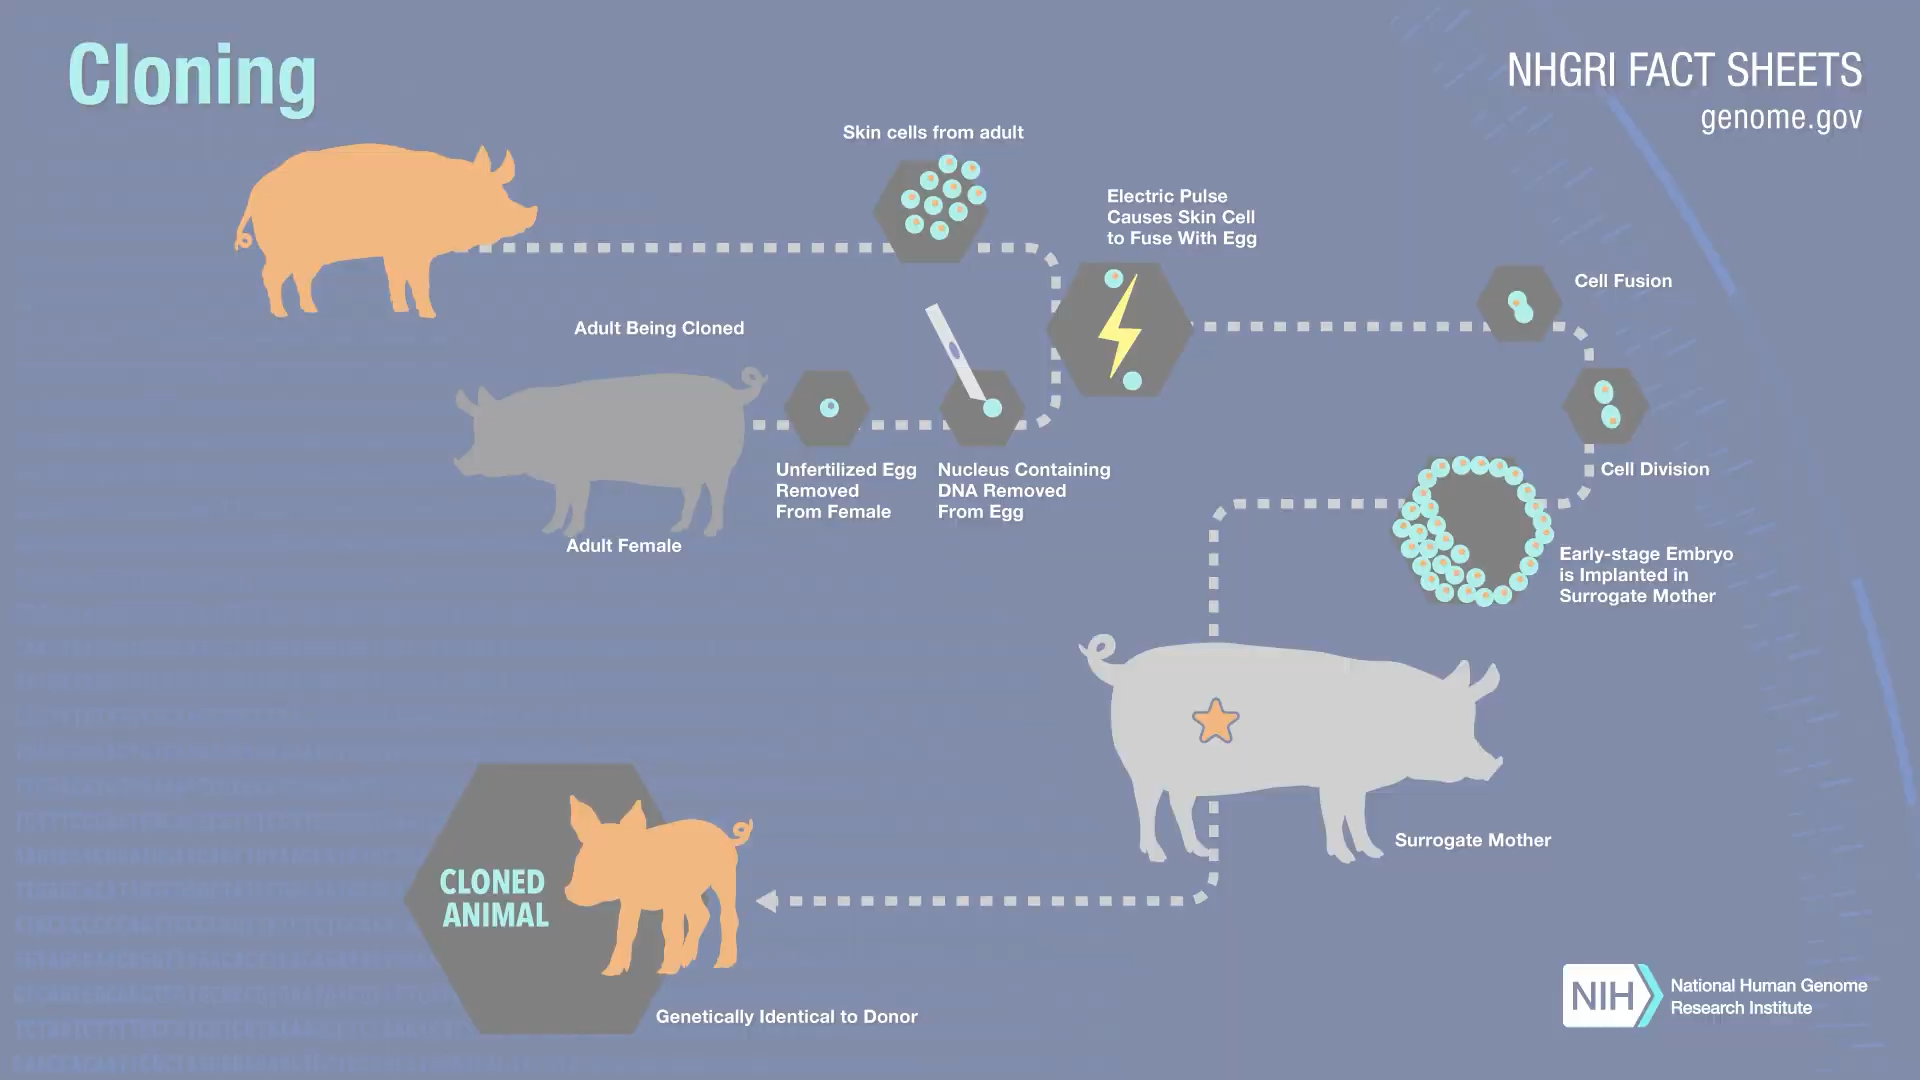 Cloning
NHGRI FACT SHEETS
genome.gov
Skin cells from adult
Electric Pulse
Causes Skin Cell
to Fuse With Egg
Cell Fusion
Adult Being Cloned
Unfertilized Egg
Removed
From Female
Nucleus Containing
DNA Removed
From Egg
Adult Female
Cell Division
Early-stage Embryo
is Implanted in
Surrogate Mother
Surrogate Mother
CLONED
ANIMAL
Genetically Identical to Donor
NIH
National Human Genome
Research Institute